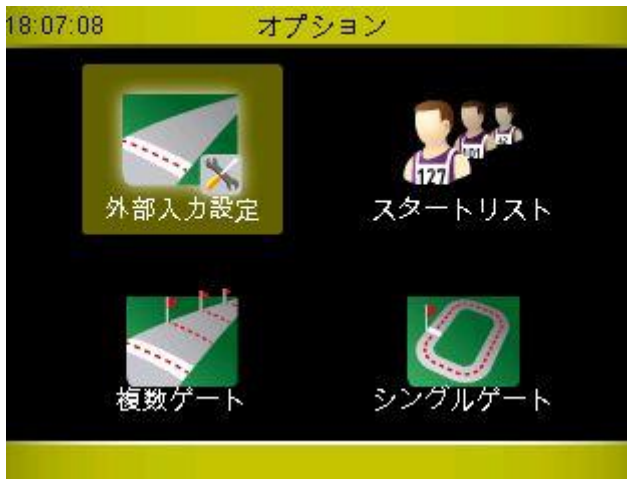 18:07:08 オプション
外部入力設定 スタートリスト
127
101
複数ゲート シングルゲート